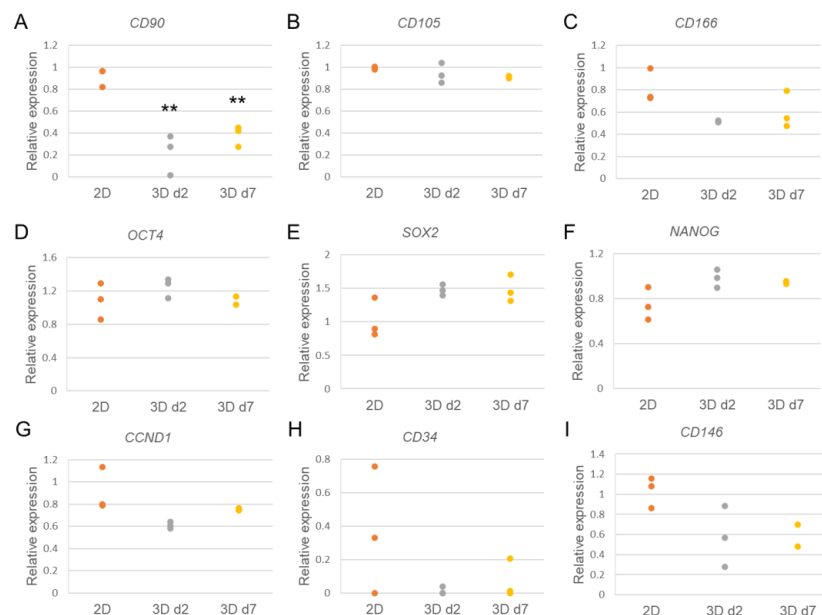 A
CD90
1.2
1
0.8
0.6
0.4
0.2
0
Relative expression
**
**
2D 3D d2 3D d7
B
CD105
1.2
1
0.8
0.6
0.4
0.2
0
Relative expression
2D 3D d2 3D d7
C
CD166
1.2
1
0.8
0.6
0.4
0.2
0
Relative expression
2D 3D d2 3D d7
D
OCT4
1.6
1.2
0.8
0.4
0
Relative expression
2D 3D d2 3D d7
E
SOX2
2
1.5
1
0.5
0
Relative expression
2D 3D d2 3D d7
F
NANOG
1.2
0.8
0.4
0
Relative expression
2D 3D d2 3D d7
G
CCND1
1.2
1
0.8
0.6
0.4
0.2
0
Relative expression
2D 3D d2 3D d7
H
CD34
0.8
0.6
0.4
0.2
0
Relative expression
2D 3D d2 3D d7
I
CD146
1.4
1.2
1
0.8
0.6
0.4
0.2
0
Relative expression
2D 3D d2 3D d7